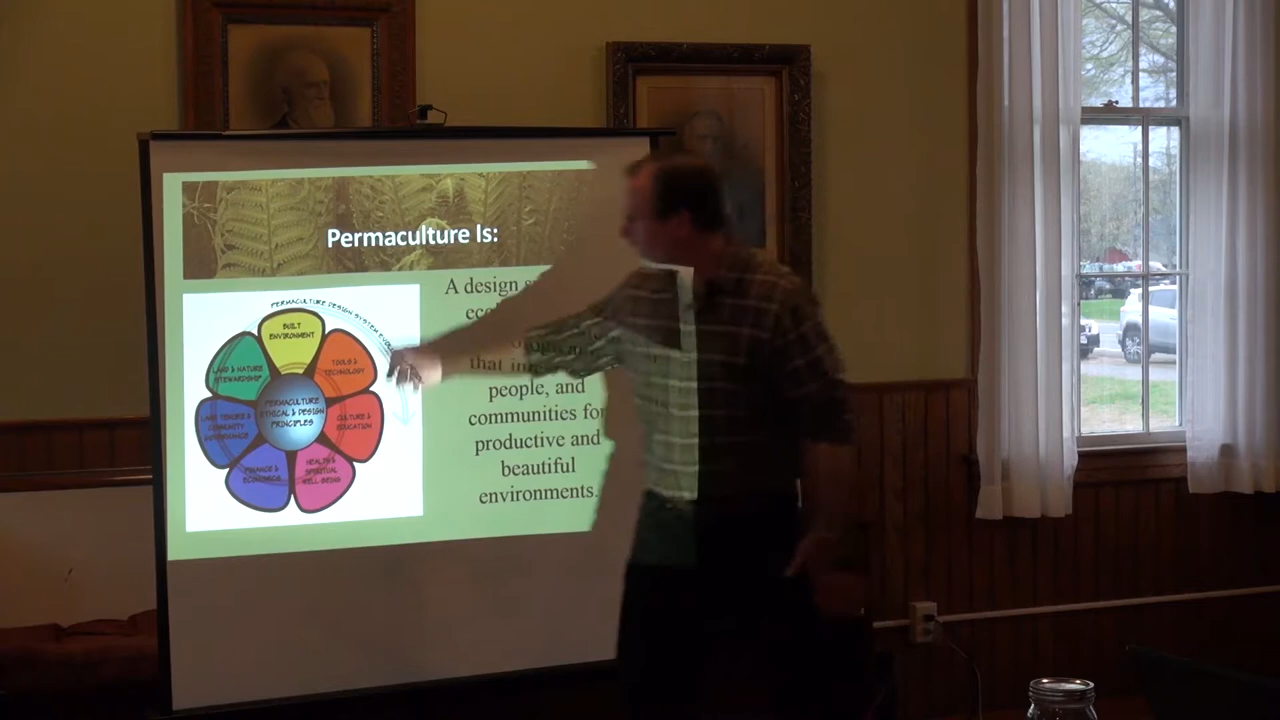 Permaculture Is:
PERMACULTURE DESIGN SYSTEM
BUILT
ENVIRONMENT
TOOLS &
TECHNOLOGY
LAND & NATURE
STEWARDSHIP
PERMACULTURE
ETHICAL & DESIGN
PRINCIPLES
CULTURE &
EDUCATION
LAND TENURE &
COMMUNITY
GOVERNANCE
FINANCE &
ECONOMICS
HEALTH &
SPIRITUAL
WELL-BEING
A design
that
people, and
communities for
productive and
beautiful
environments.